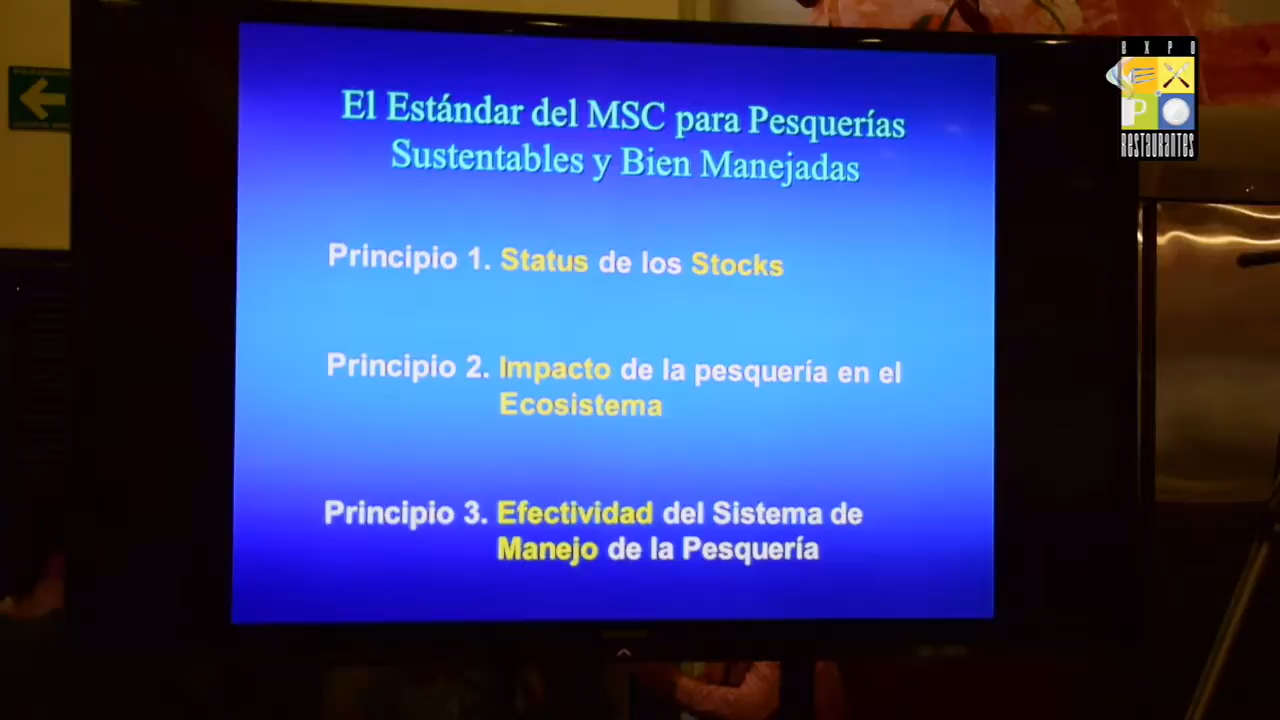 El Estándar del MSC para Pesquerías
Sustentables y Bien Manejadas
Principio 1. Status de los Stocks
Principio 2. Impacto de la pesquería en el
Ecosistema
Principio 3. Efectividad del Sistema de
Manejo de la Pesquería
EXPO
RESTAURANTES